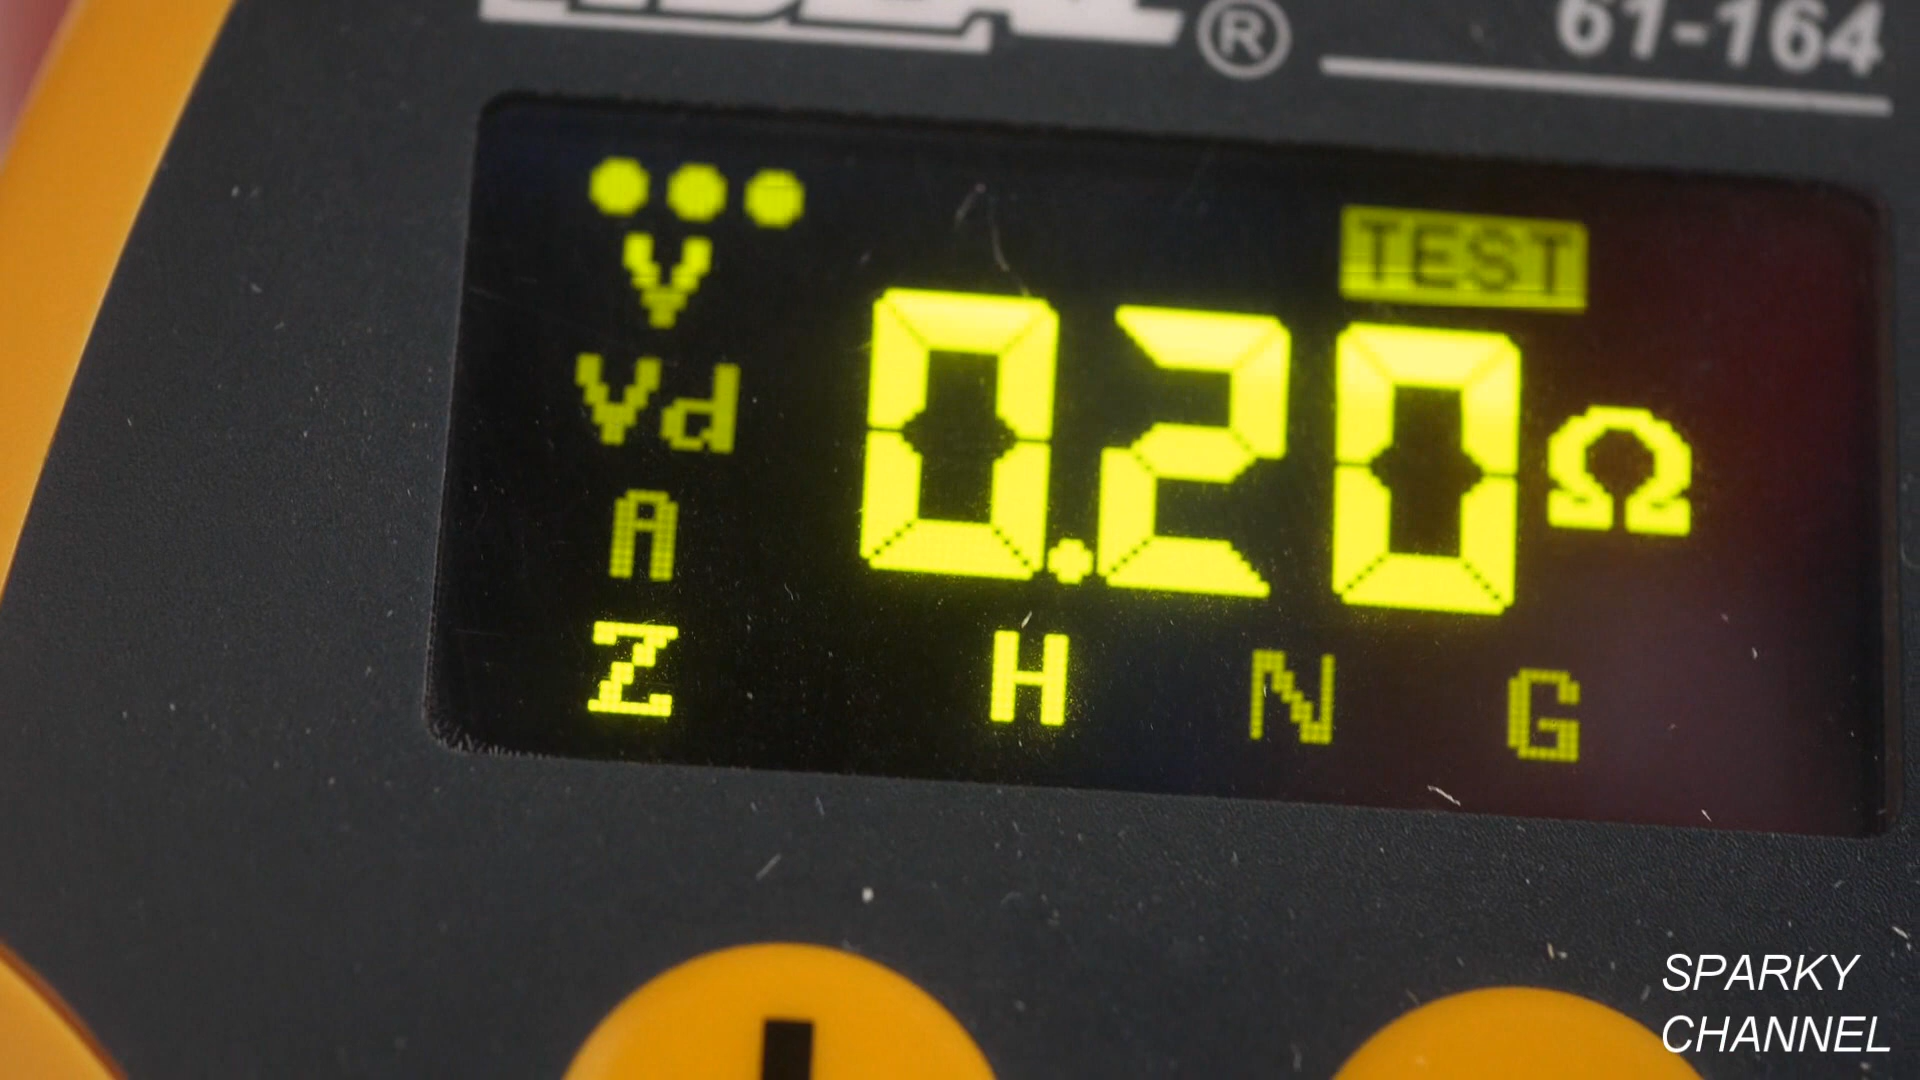 IDEAL ®
61-164
TEST
V
Vd
A
0.20 Ω
Z H N G
SPARKY
CHANNEL